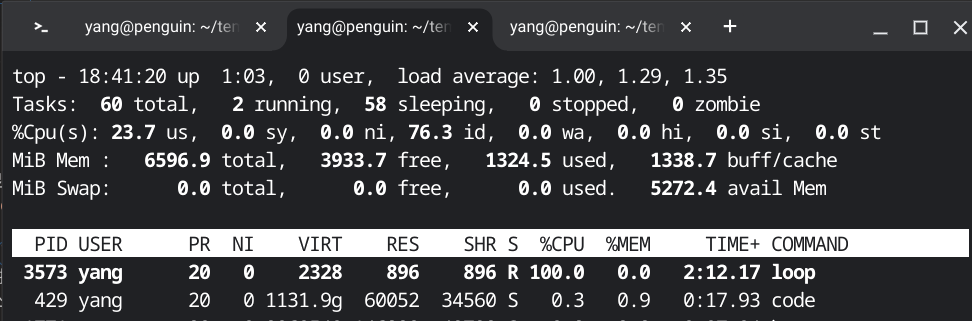 yang@penguin: ~/ten yang@penguin: ~/ten yang@penguin: ~/ten
top - 18:41:20 up  1:03,  0 user,  load average: 1.00, 1.29, 1.35
Tasks:  60 total,   2 running,  58 sleeping,   0 stopped,   0 zombie
%Cpu(s): 23.7 us,  0.0 sy,  0.0 ni, 76.3 id,  0.0 wa,  0.0 hi,  0.0 si,  0.0 st
MiB Mem :   6596.9 total,   3933.7 free,   1324.5 used,   1338.7 buff/cache
MiB Swap:      0.0 total,      0.0 free,      0.0 used.   5272.4 avail Mem
PID USER      PR  NI    VIRT    RES    SHR S  %CPU  %MEM     TIME+ COMMAND
3573 yang      20   0    2328    896    896 R 100.0   0.0   2:12.17 loop
429 yang      20   0 1131.9g  60052  34560 S   0.3   0.9   0:17.93 code